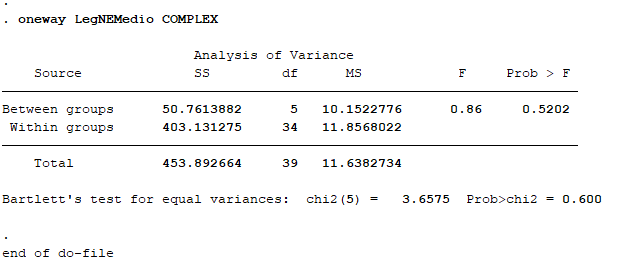 .
. oneway LegNEMedio COMPLEX
Analysis of Variance
Source SS df MS F Prob > F
Between groups 50.7613882 5 10.1522776 0.86 0.5202
Within groups 403.131275 34 11.8568022
Total 453.892664 39 11.6382734
Bartlett's test for equal variances: chi2(5) = 3.6575 Prob>chi2 = 0.600
.
end of do-file